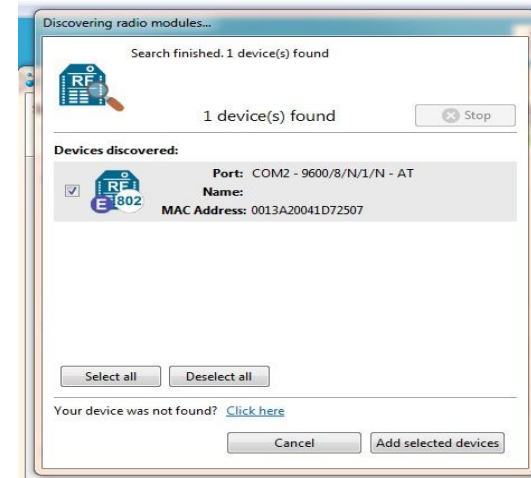 Discovering radio modules...
Search finished. 1 device(s) found
RF
1 device(s) found
Stop
Devices discovered:
RF
E 802
Port: COM2 - 9600/8/N/1/N - AT
Name:
MAC Address: 0013A20041D72507
Select all Deselect all
Your device was not found? Click here
Cancel Add selected devices